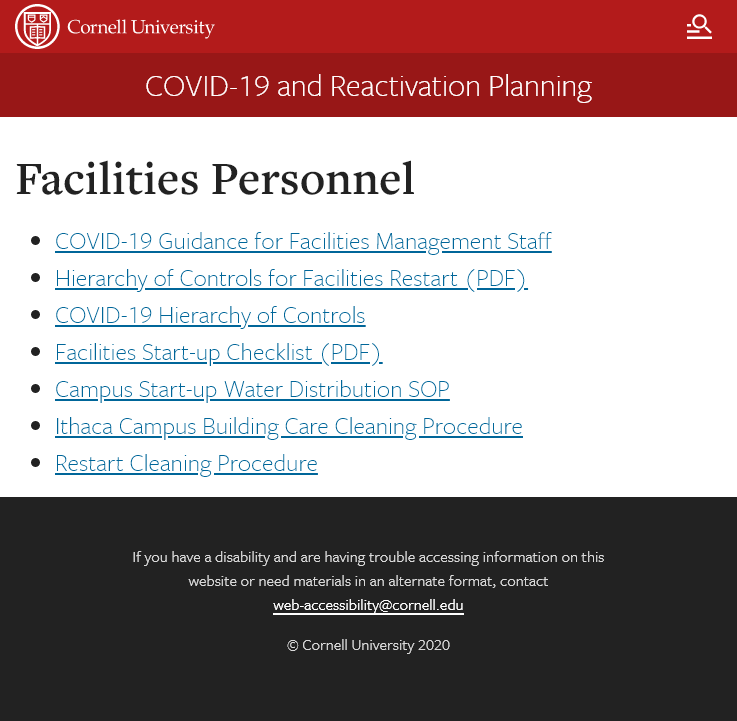 Cornell University
COVID-19 and Reactivation Planning
Facilities Personnel
COVID-19 Guidance for Facilities Management Staff
Hierarchy of Controls for Facilities Restart (PDF)
COVID-19 Hierarchy of Controls
Facilities Start-up Checklist (PDF)
Campus Start-up Water Distribution SOP
Ithaca Campus Building Care Cleaning Procedure
Restart Cleaning Procedure
If you have a disability and are having trouble accessing information on this
website or need materials in an alternate format, contact
web-accessibility@cornell.edu
© Cornell University 2020